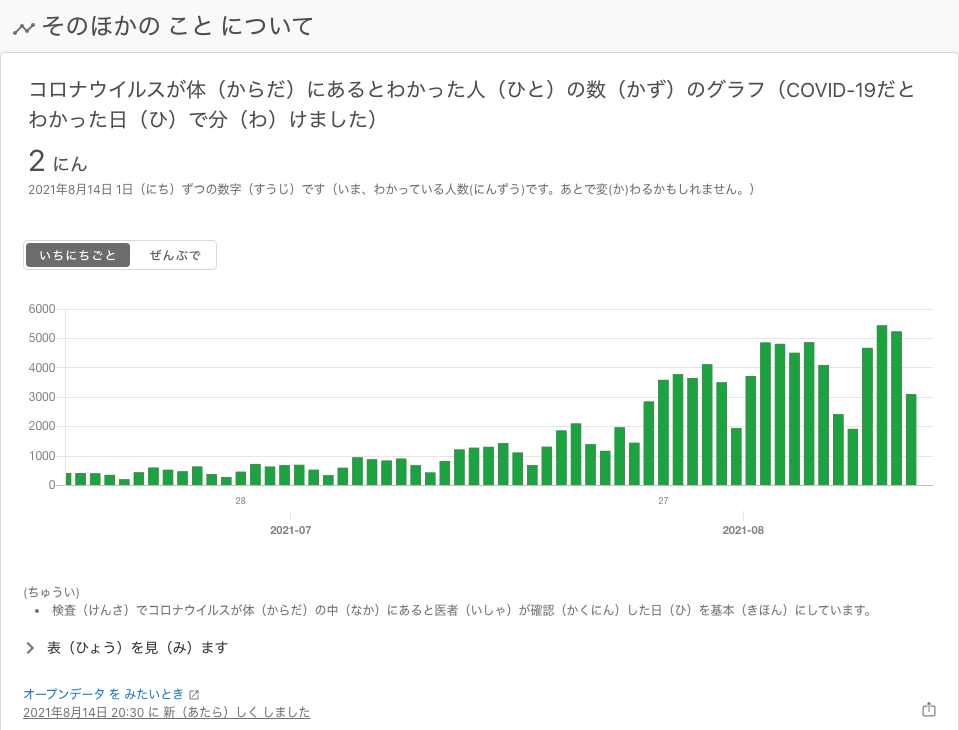 そのほかの こと について
コロナウイルスが体（からだ）にあるとわかった人（ひと）の数（かず）のグラフ（COVID-19だと
わかった日（ひ）で分（わ）けました）
2 にん
2021年8月14日 1日（にち）ずつの数字（すうじ）です（いま、わかっている人数(にんずう)です。あとで変(か)わるかもしれません。）
いちにちごと ぜんぶで
6000
5000
4000
3000
2000
1000
0
28 27
2021-07 2021-08
(ちゅうい)
• 検査（けんさ）でコロナウイルスが体（からだ）の中（なか）にあると医者（いしゃ）が確認（かくにん）した日（ひ）を基本（きほん）にしています。
表（ひょう）を見（み）ます
オープンデータ を みたいとき
2021年8月14日 20:30 に 新（あたら）しく しました